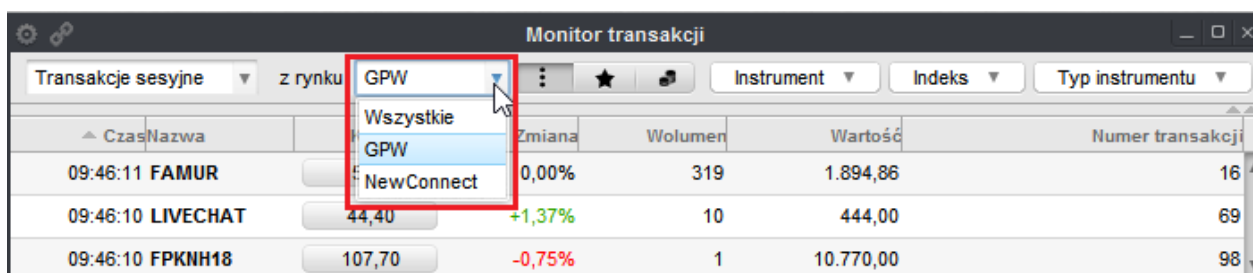 Monitor transakcji
Transakcje sesyjne z rynku GPW Instrument Indeks Typ instrumentu
Wszystkie
GPW
NewConnect
Czas Nazwa Zmiana Wolumen Wartość Numer transakcji
09:46:11 FAMUR 0,00% 319 1.894,86 16
09:46:10 LIVECHAT 44,40 +1,37% 10 444,00 69
09:46:10 FPKNH18 107,70 -0,75% 1 10.770,00 98